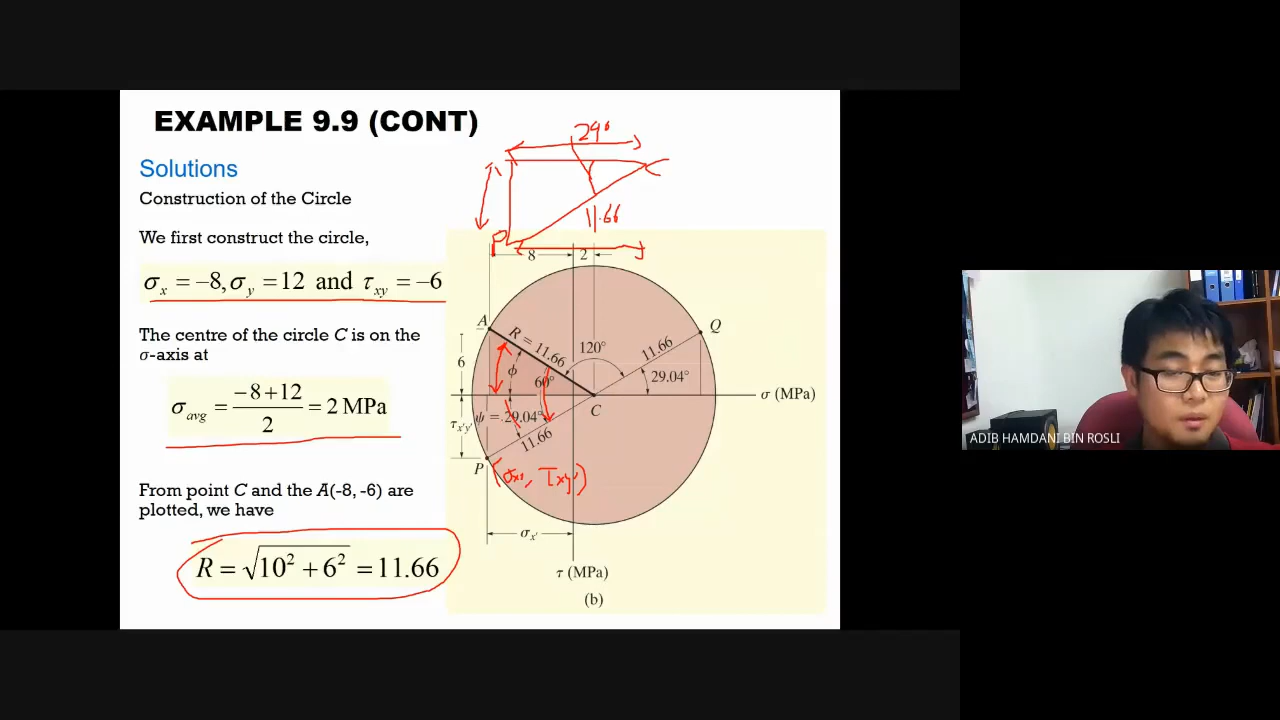 EXAMPLE 9.9 (CONT)
Solutions
Construction of the Circle
We first construct the circle,
σx = −8, σy = 12 and τxy = −6
The centre of the circle C is on the
σ-axis at
σavg = −8+12 / 2 = 2 MPa
From point C and the A(-8, -6) are
plotted, we have
R = √10² + 6² = 11.66
29°
C
11.66
P
8
2
A
Q
R = 11.66
120°
11.66
6
ϕ
60°
29.04°
σ (MPa)
C
τx'y'
ψ = 29.04°
11.66
P
(σx', τx'y')
σx'
τ (MPa)
(b)
ADIB HAMDANI BIN ROSLI